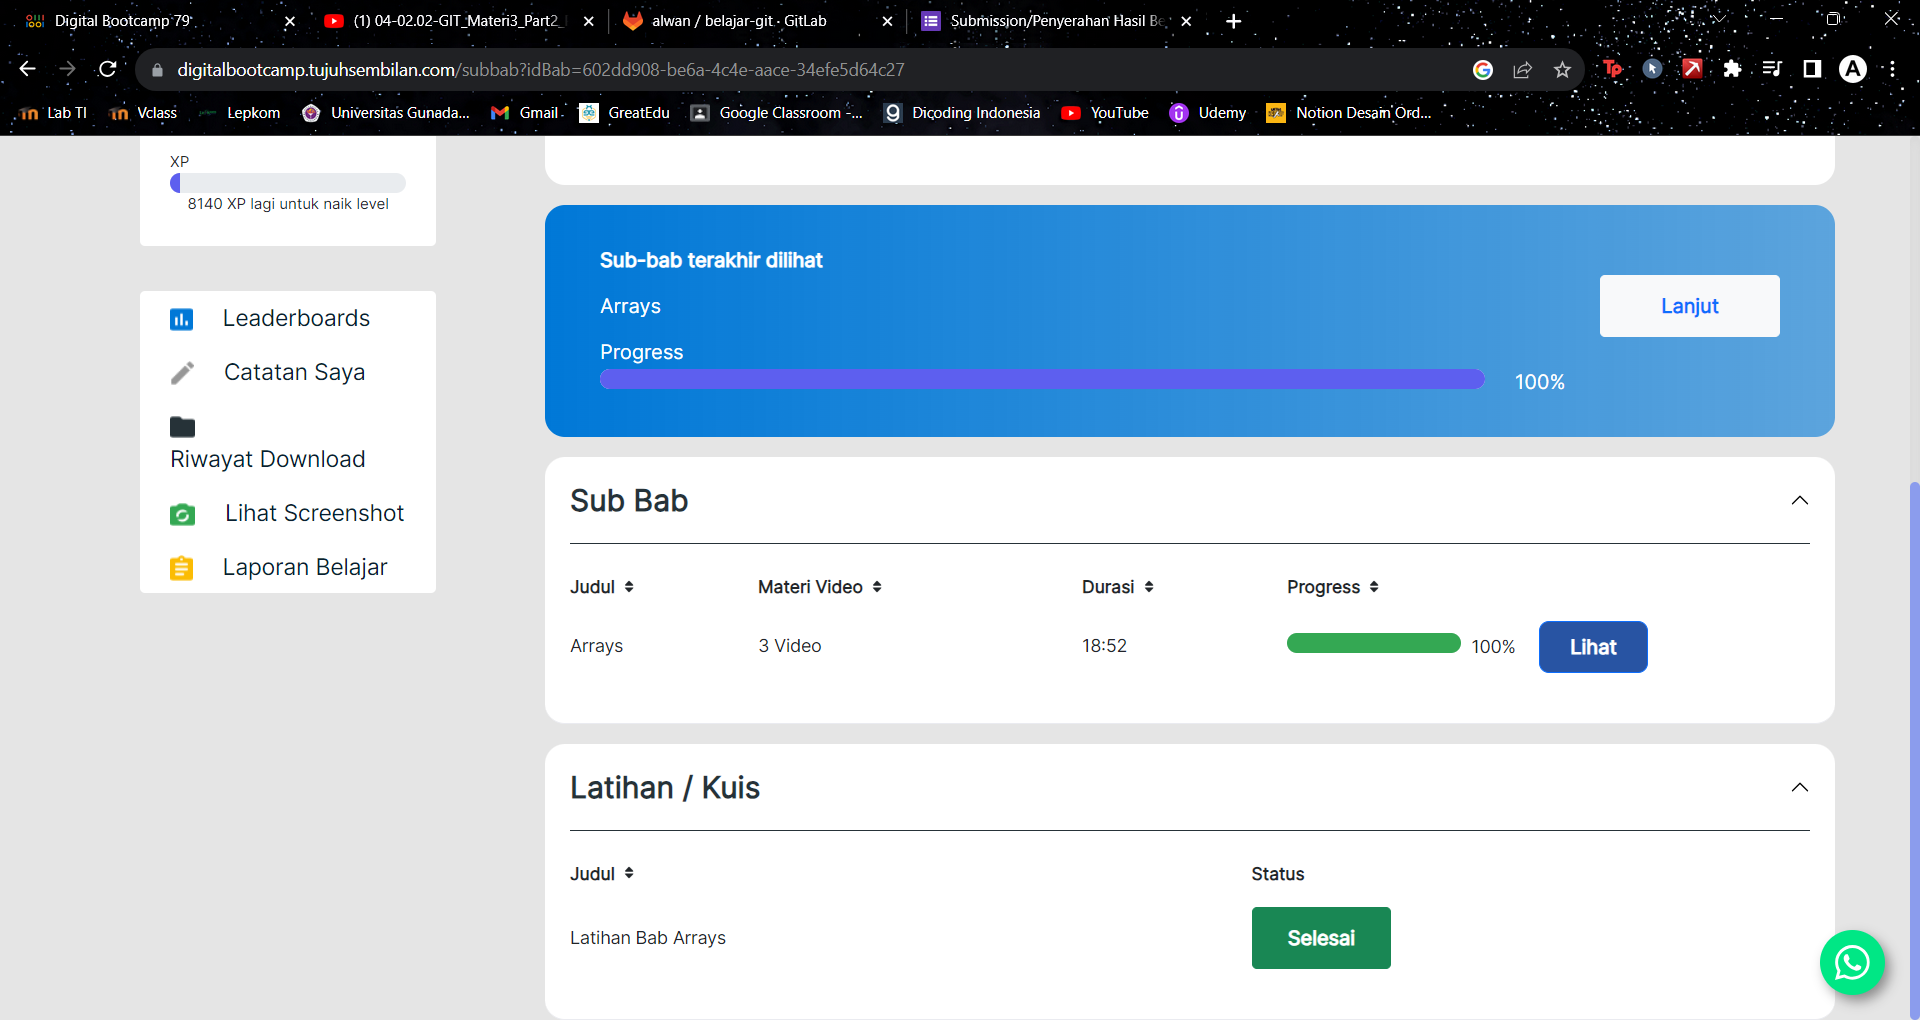 Digital Bootcamp 79
(1) 04-02.02-GIT_Materi3_Part2_
alwan / belajar-git · GitLab
Submission/Penyerahan Hasil Be
digitalbootcamp.tujuhsembilan.com/subbab?idBab=602dd908-be6a-4c4e-aace-34efe5d64c27
Tp
A
Lab TI
Vclass
Lepkom
Universitas Gunada...
Gmail
GreatEdu
Google Classroom -...
Dicoding Indonesia
YouTube
Udemy
Notion Desain Ord...
XP
8140 XP lagi untuk naik level
Leaderboards
Catatan Saya
Riwayat Download
Lihat Screenshot
Laporan Belajar
Sub-bab terakhir dilihat
Arrays
Lanjut
Progress
100%
Sub Bab
Judul Materi Video Durasi Progress
Arrays 3 Video 18:52 100% Lihat
Latihan / Kuis
Judul Status
Latihan Bab Arrays Selesai